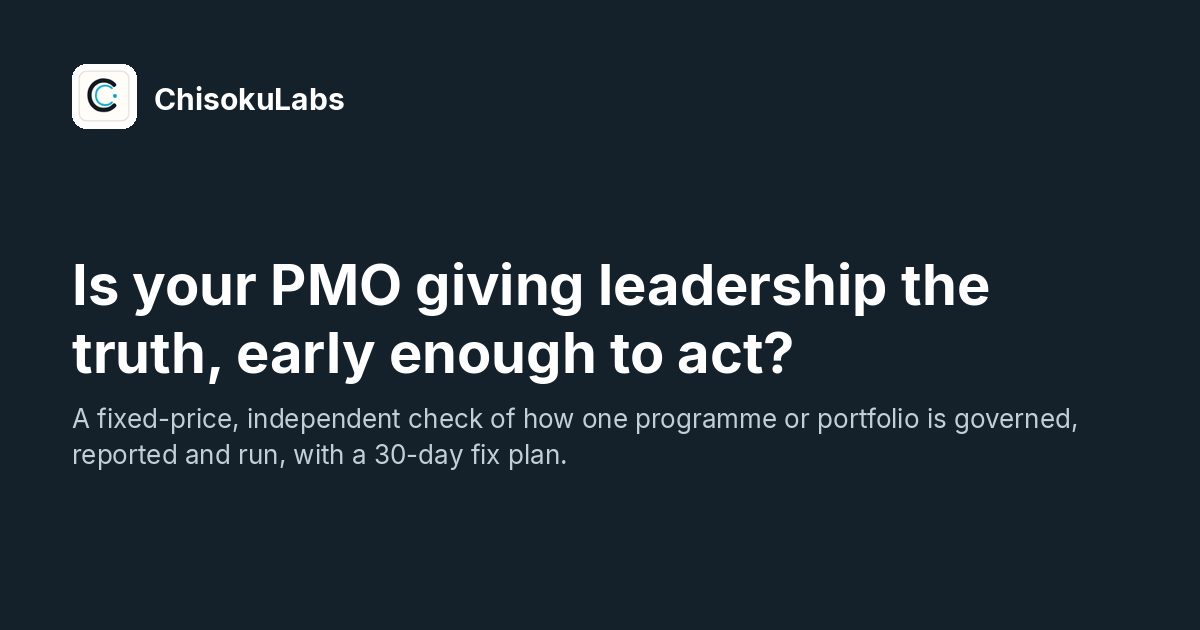 ChisokuLabs
Is your PMO giving leadership the
truth, early enough to act?
A fixed-price, independent check of how one programme or portfolio is governed,
reported and run, with a 30-day fix plan.